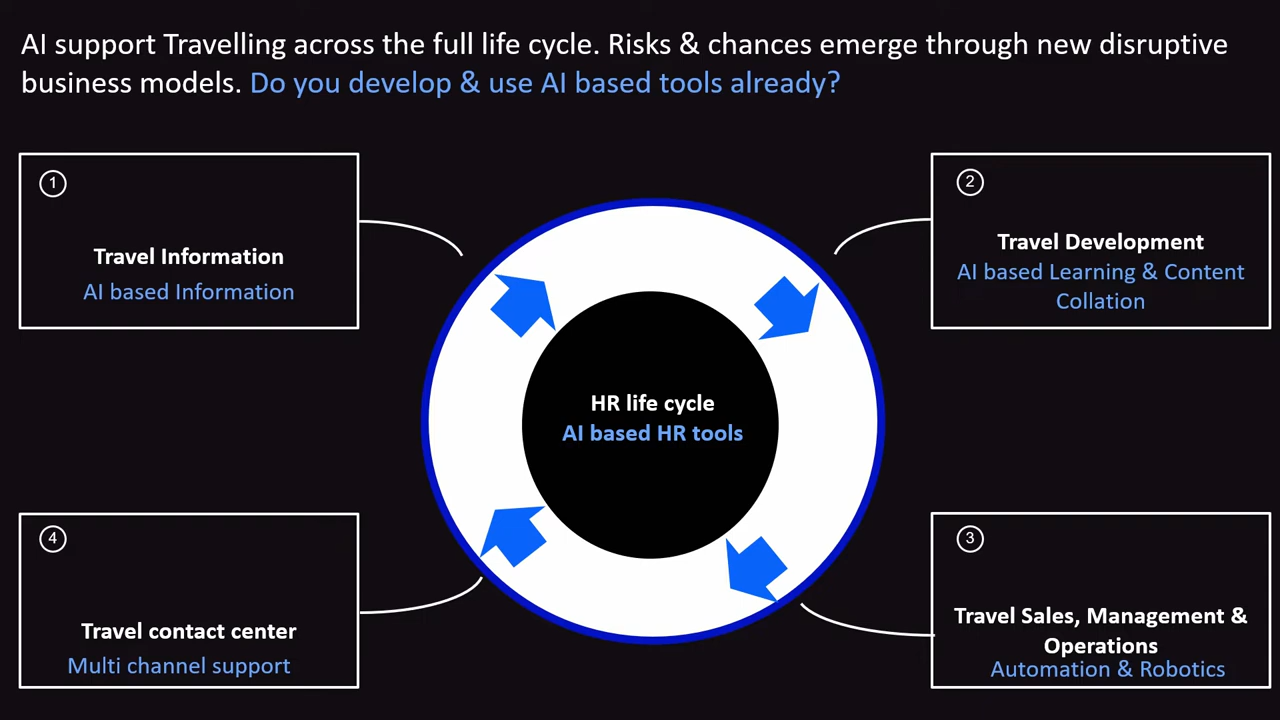 AI support Travelling across the full life cycle. Risks & chances emerge through new disruptive
business models. Do you develop & use AI based tools already?
1
Travel Information
AI based Information
2
Travel Development
AI based Learning & Content
Collation
HR life cycle
AI based HR tools
4
Travel contact center
Multi channel support
3
Travel Sales, Management &
Operations
Automation & Robotics